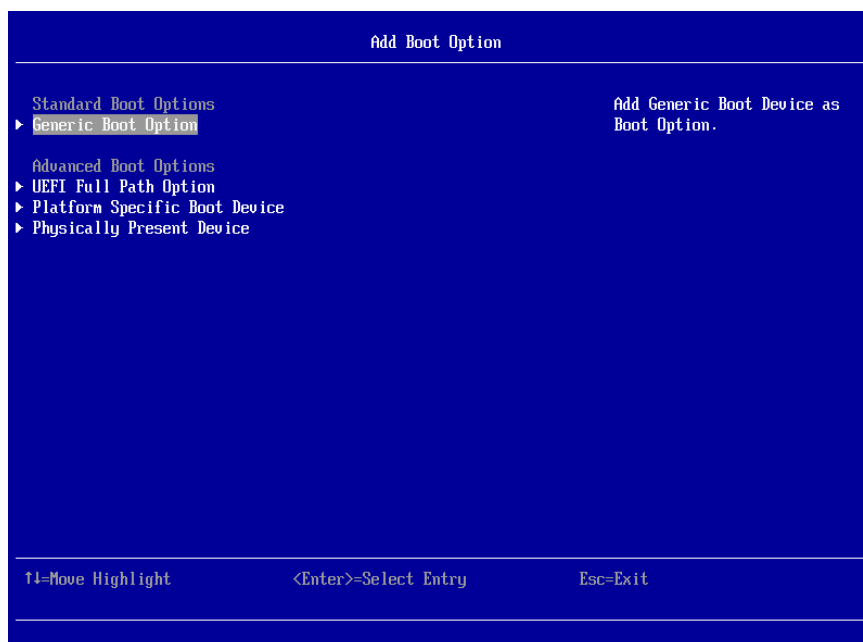 Add Boot Option
Standard Boot Options
Generic Boot Option
Add Generic Boot Device as
Boot Option.
Advanced Boot Options
UEFI Full Path Option
Platform Specific Boot Device
Physically Present Device
↑↓=Move Highlight <Enter>=Select Entry Esc=Exit